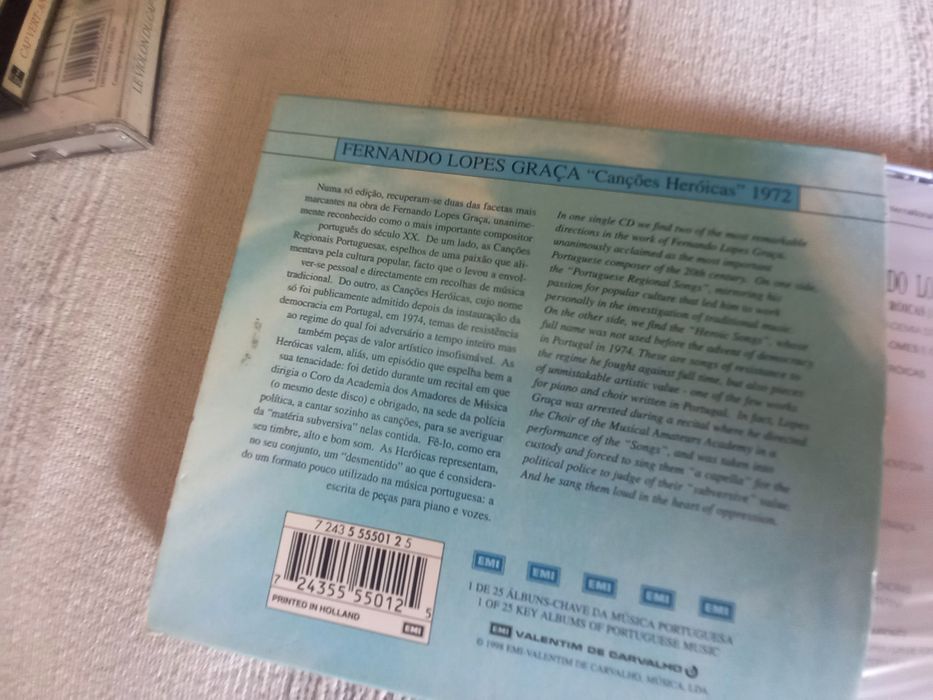 CAP VERT
LE VIOLON DU CAP
FERNANDO LOPES GRAÇA "Canções Heróicas" 1972
Numa só edição, recuperam-se duas das facetas mais
marcantes na obra de Fernando Lopes Graça, unanime-
mente reconhecido como o mais importante compositor
português do século XX. De um lado, as Canções
Regionais Portuguesas, espelhos de uma paixão que ali-
mentava pela cultura popular, facto que o levou a envol-
ver-se pessoal e directamente em recolhas de música
tradicional. Do outro, as Canções Heróicas, cujo nome
só foi publicamente admitido depois da instauração da
democracia em Portugal, em 1974, temas de resistência
ao regime do qual foi adversário a tempo inteiro mas
também peças de valor artístico insofismável. As
Heróicas valem, aliás, um episódio que espelha bem a
sua tenacidade: foi detido durante um recital em que
dirigia o Coro da Academia dos Amadores de Música
(o mesmo deste disco) e obrigado, na sede da polícia
política, a cantar sozinho as canções, para se averiguar
da "matéria subversiva" nelas contida. Fê-lo, como era
seu timbre, alto e bom som. As Heróicas representam,
no seu conjunto, um "desmentido" ao que é considera-
do um formato pouco utilizado na música portuguesa: a
escrita de peças para piano e vozes.
In one single CD we find two of the most remarkable
directions in the work of Fernando Lopes Graça,
unanimously acclaimed as the most important
Portuguese composer of the 20th century. On one side,
the "Portuguese Regional Songs", mirroring his
passion for popular culture that led him to work
personally in the investigation of traditional music.
On the other side, we find the "Heroic Songs", whose
full name was not used before the advent of democracy
in Portugal in 1974. These are songs of resistance to
the regime he fought against full time, but also pieces
of unmistakable artistic value - one of the few works
for piano and choir written in Portugal. In fact, Lopes
Graça was arrested during a recital where he directed
the Choir of the Musical Amateurs Academy in a
performance of the "Songs", and was taken into
custody and forced to sing them "a capella" for the
political police to judge of their "subversive" value.
And he sang them loud in the heart of oppression.
7 243 5 55501 2 5
7 24355 55012 5
PRINTED IN HOLLAND
EMI
EMI EMI EMI EMI EMI
1 DE 25 ÁLBUNS-CHAVE DA MÚSICA PORTUGUESA
1 OF 25 KEY ALBUMS OF PORTUGUESE MUSIC
EMI VALENTIM DE CARVALHO
© 1998 EMI-VALENTIM DE CARVALHO, MÚSICA, LDA
DO LO